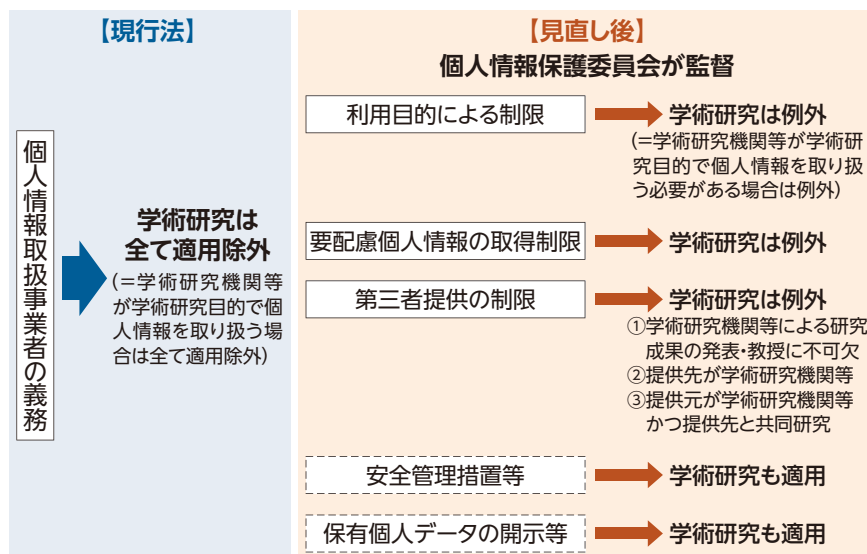 【現行法】
個人情報取扱事業者の義務
学術研究は
全て適用除外
(=学術研究機関等
が学術研究目的で個
人情報を取り扱う場
合は全て適用除外)
【見直し後】
個人情報保護委員会が監督
利用目的による制限
学術研究は例外
(=学術研究機関等が学術研
究目的で個人情報を取り扱
う必要がある場合は例外)
要配慮個人情報の取得制限
学術研究は例外
第三者提供の制限
学術研究は例外
①学術研究機関等による研究
成果の発表・教授に不可欠
②提供先が学術研究機関等
③提供元が学術研究機関等
かつ提供先と共同研究
安全管理措置等
学術研究も適用
保有個人データの開示等
学術研究も適用